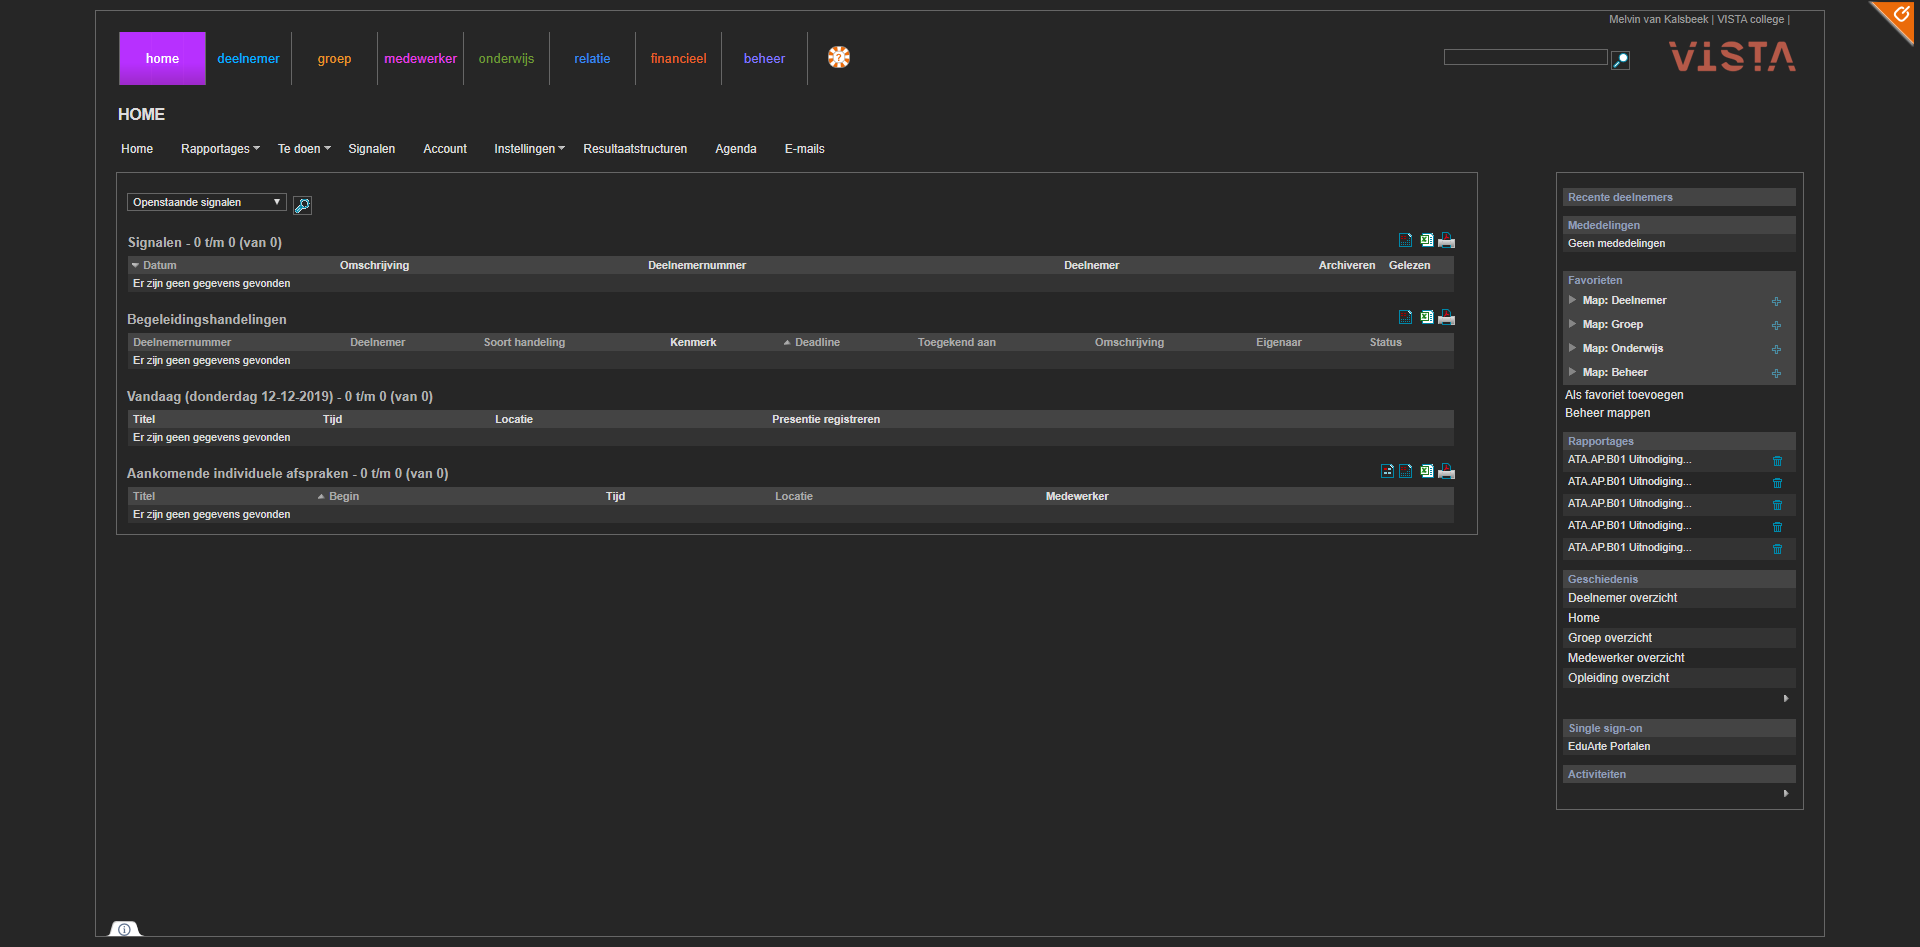 Melvin van Kalsbeek | VISTA college |
home deelnemer groep medewerker onderwijs relatie financieel beheer
VISTA
HOME
Home Rapportages Te doen Signalen Account Instellingen Resultaatstructuren Agenda E-mails
Openstaande signalen
Signalen - 0 t/m 0 (van 0)
Datum Omschrijving Deelnemernummer Deelnemer Archiveren Gelezen
Er zijn geen gegevens gevonden
Begeleidingshandelingen
Deelnemernummer Deelnemer Soort handeling Kenmerk Deadline Toegekend aan Omschrijving Eigenaar Status
Er zijn geen gegevens gevonden
Vandaag (donderdag 12-12-2019) - 0 t/m 0 (van 0)
Titel Tijd Locatie Presentie registreren
Er zijn geen gegevens gevonden
Aankomende individuele afspraken - 0 t/m 0 (van 0)
Titel Begin Tijd Locatie Medewerker
Er zijn geen gegevens gevonden
Recente deelnemers
Mededelingen
Geen mededelingen
Favorieten
Map: Deelnemer
Map: Groep
Map: Onderwijs
Map: Beheer
Als favoriet toevoegen
Beheer mappen
Rapportages
ATA.AP.B01 Uitnodiging...
ATA.AP.B01 Uitnodiging...
ATA.AP.B01 Uitnodiging...
ATA.AP.B01 Uitnodiging...
ATA.AP.B01 Uitnodiging...
Geschiedenis
Deelnemer overzicht
Home
Groep overzicht
Medewerker overzicht
Opleiding overzicht
Single sign-on
EduArte Portalen
Activiteiten